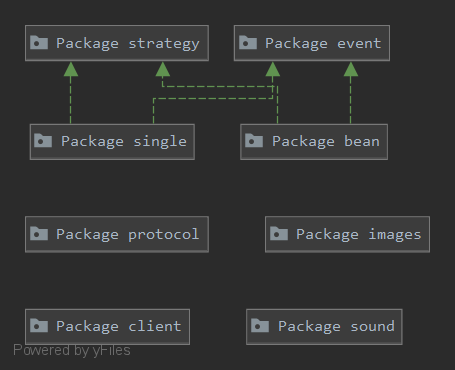 Package strategy
Package event
Package single
Package bean
Package protocol
Package images
Package client
Package sound
Powered by yFiles